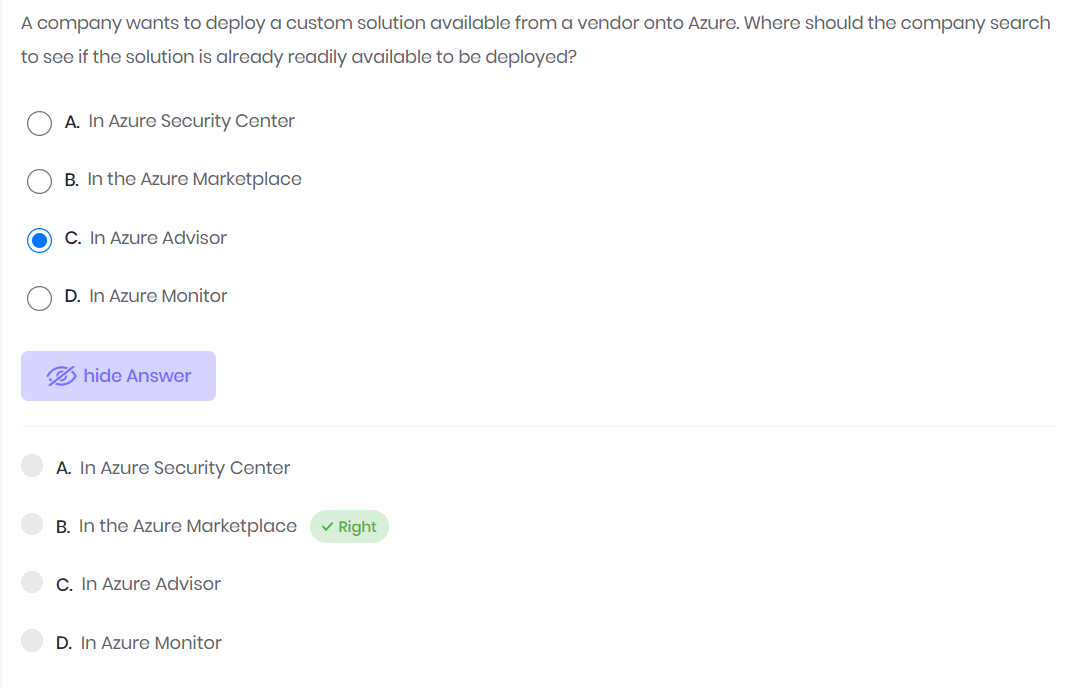 A company wants to deploy a custom solution available from a vendor onto Azure. Where should the company search
to see if the solution is already readily available to be deployed?
A. In Azure Security Center
B. In the Azure Marketplace
C. In Azure Advisor
D. In Azure Monitor
hide Answer
A. In Azure Security Center
B. In the Azure Marketplace Right
C. In Azure Advisor
D. In Azure Monitor